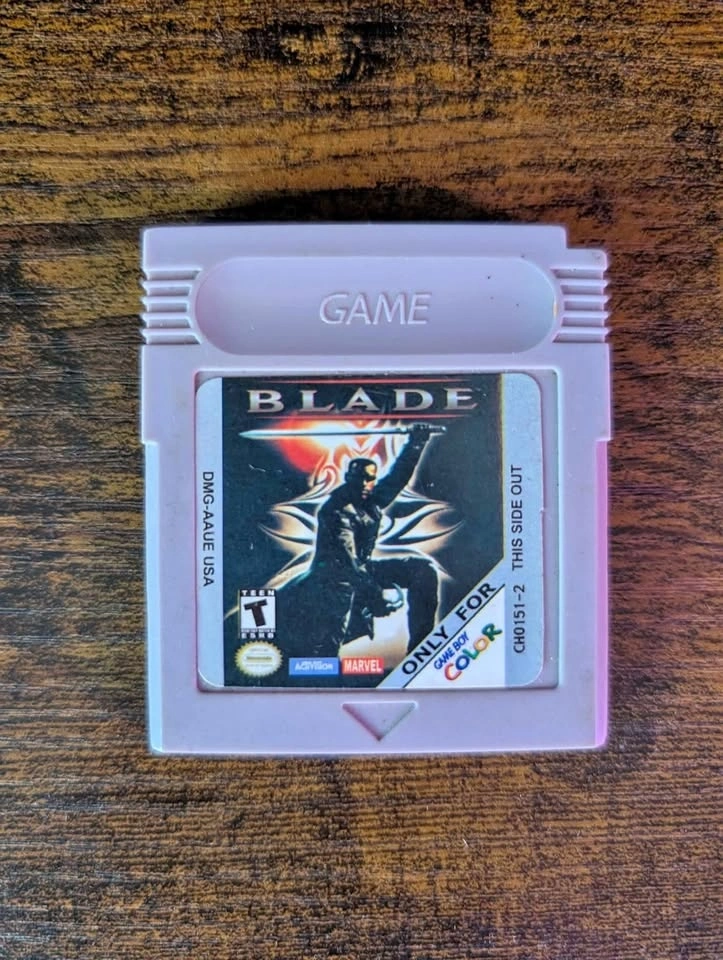 GAME
BLADE
DMG-AAUE USA
THIS SIDE OUT
CH0151-2
TEEN
T
ESRB
ACTIVISION
MARVEL
ONLY FOR
GAME BOY
COLOR